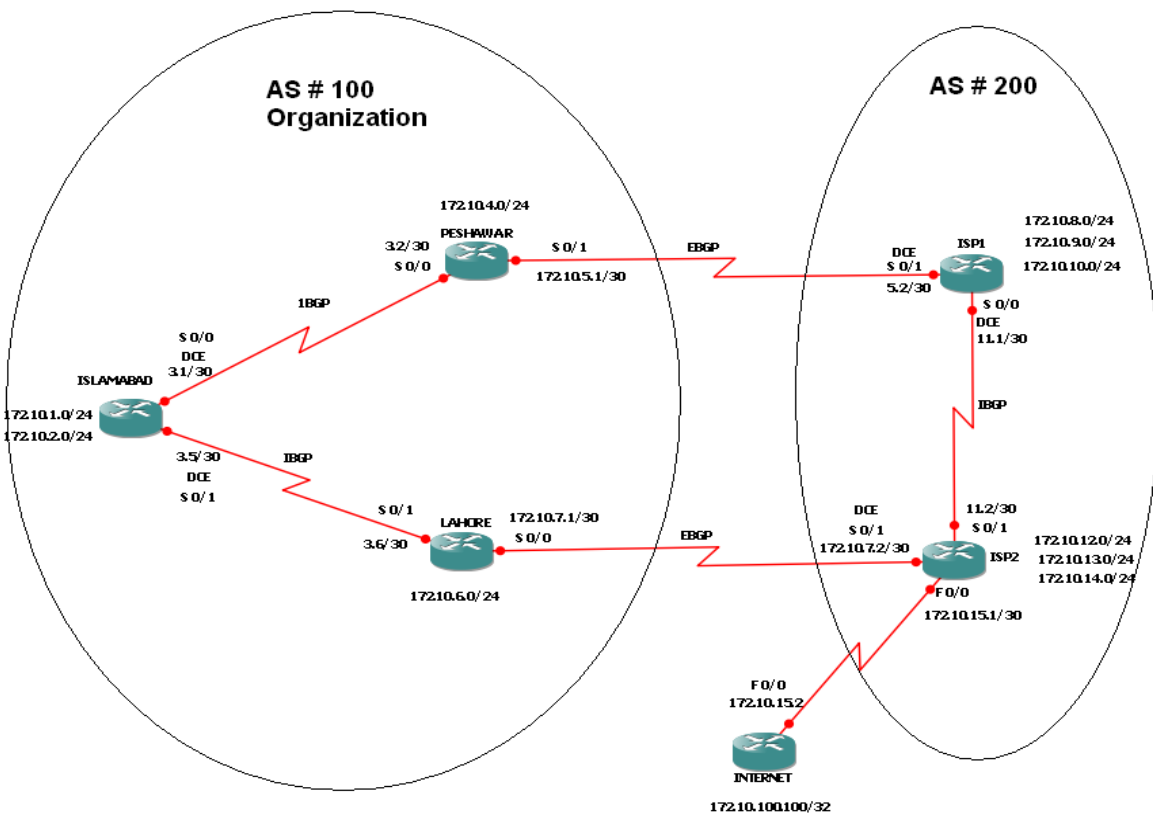 AS # 100
Organization
AS # 200
172.10.4.0/24
PESHAWAR
3.2/30
S 0/0
S 0/1
172.10.5.1/30
EBGP
DCE
S 0/1
5.2/30
ISP1
172.10.8.0/24
172.10.9.0/24
172.10.10.0/24
S 0/0
DCE
11.1/30
1BGP
S 0/0
DCE
3.1/30
ISLAMABAD
172.10.1.0/24
172.10.2.0/24
3.5/30
DCE
S 0/1
IBGP
IBGP
S 0/1
3.6/30
LAHORE
172.10.7.1/30
S 0/0
172.10.6.0/24
EBGP
DCE
S 0/1
172.10.7.2/30
11.2/30
S 0/1
ISP2
172.10.12.0/24
172.10.13.0/24
172.10.14.0/24
F 0/0
172.10.15.1/30
F 0/0
172.10.15.2
INTERNET
172.10.100.100/32